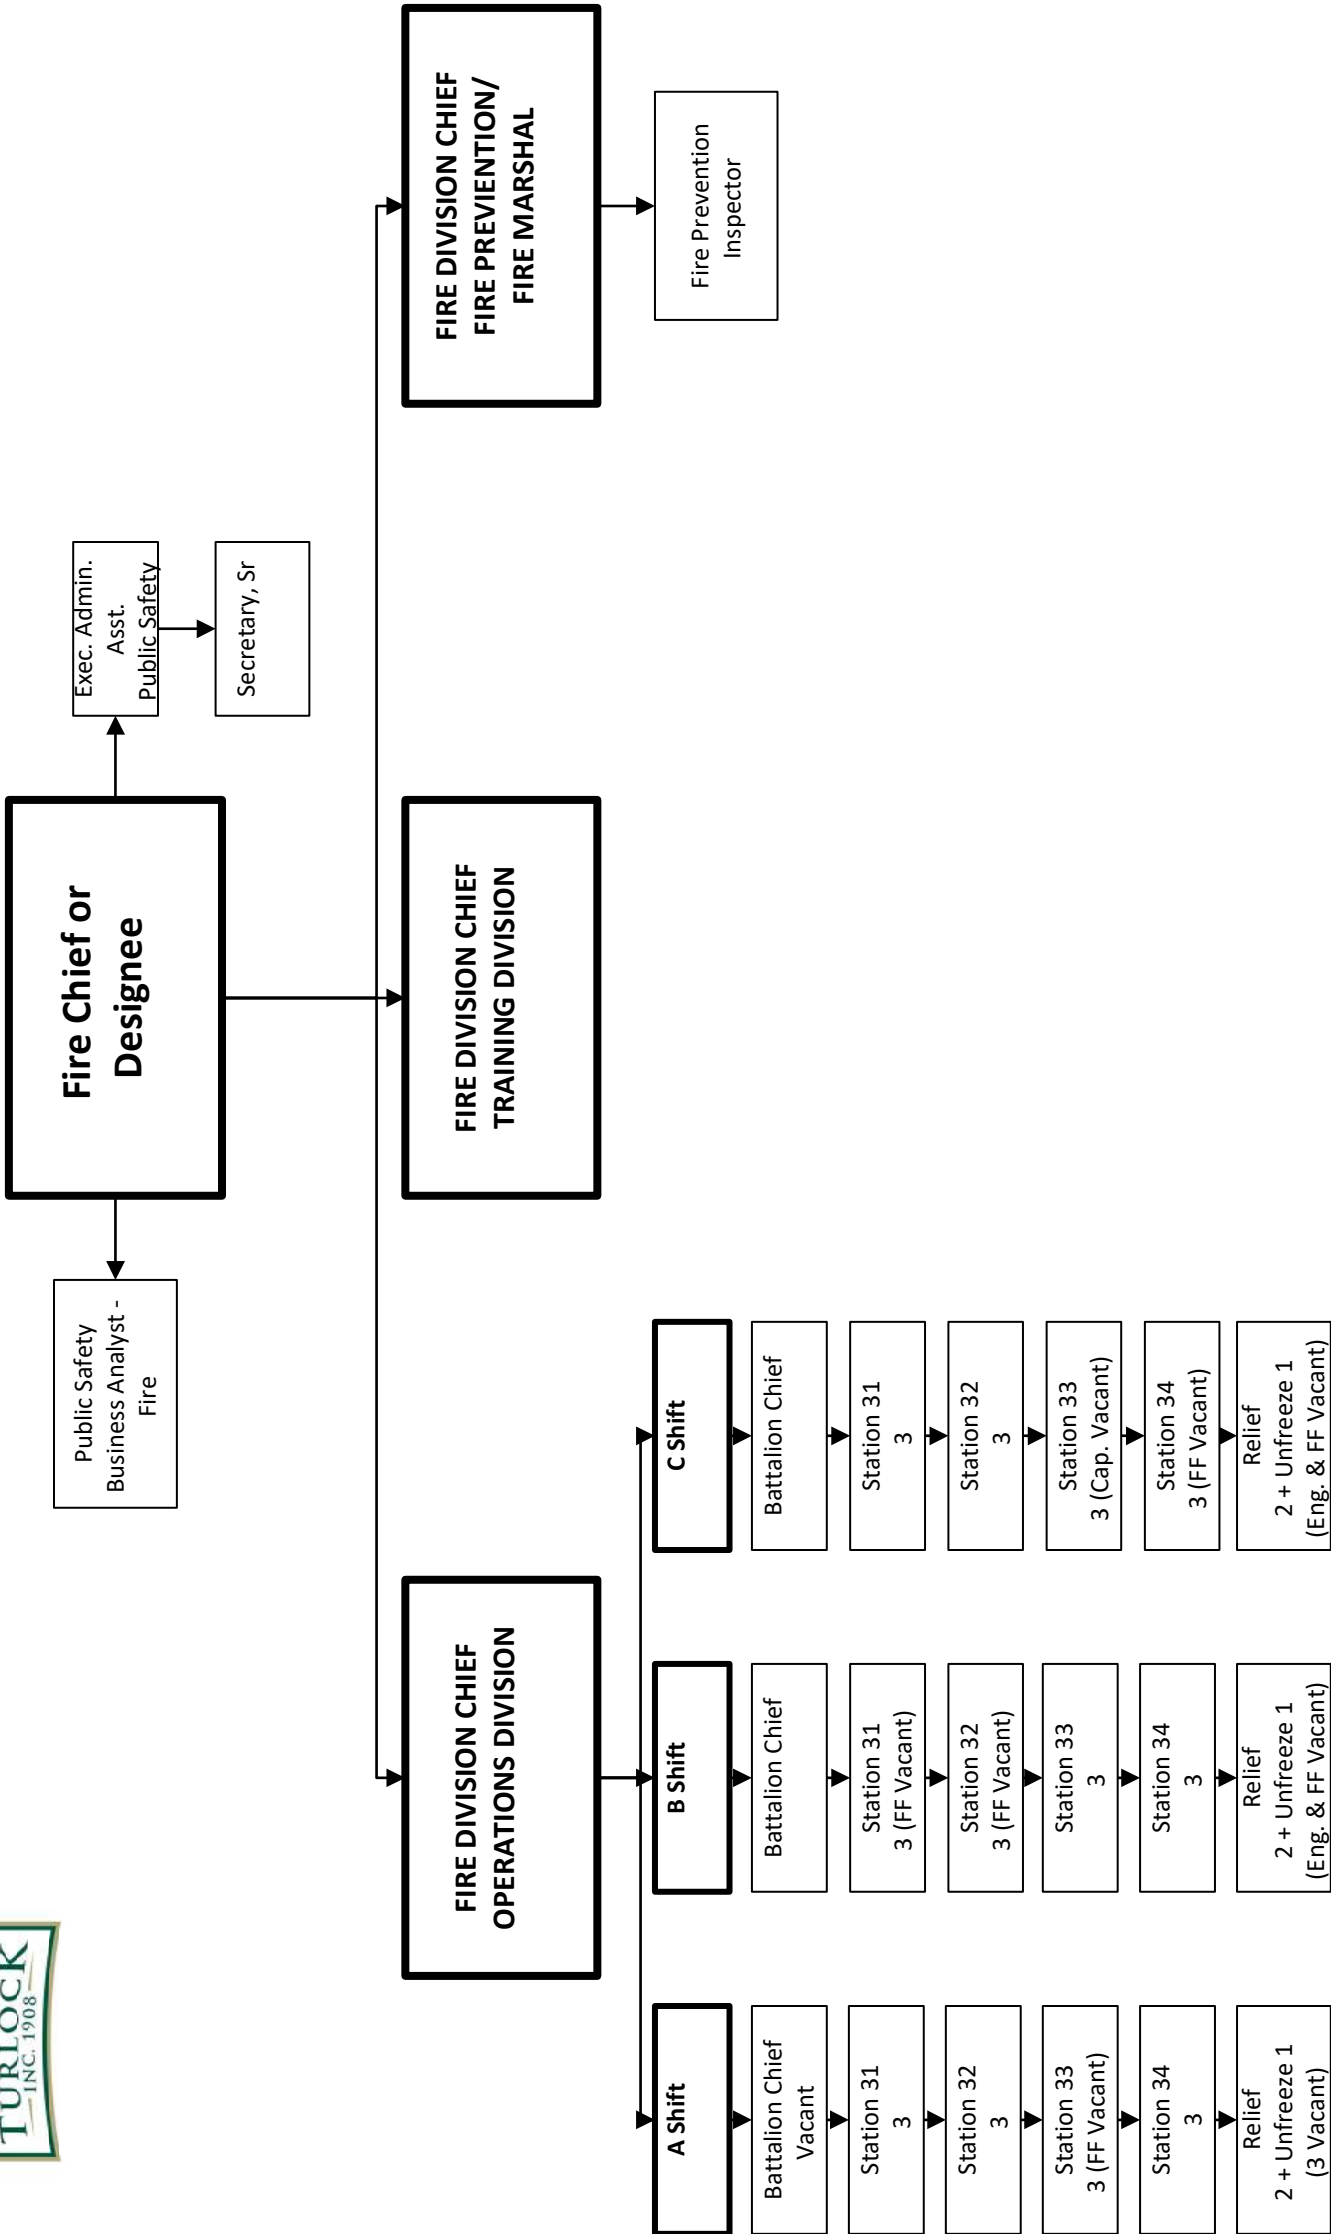 TURLOCK
INC. 1908
Fire Chief or
Designee
Public Safety
Business Analyst -
Fire
Exec. Admin.
Asst.
Public Safety
Secretary, Sr
FIRE DIVISION CHIEF
OPERATIONS DIVISION
FIRE DIVISION CHIEF
TRAINING DIVISION
FIRE DIVISION CHIEF
FIRE PREVIENTION/
FIRE MARSHAL
Fire Prevention
Inspector
A Shift
Battalion Chief
Vacant
Station 31
3
Station 32
3
Station 33
3 (FF Vacant)
Station 34
3
Relief
2 + Unfreeze 1
(3 Vacant)
B Shift
Battalion Chief
Station 31
3 (FF Vacant)
Station 32
3 (FF Vacant)
Station 33
3
Station 34
3
Relief
2 + Unfreeze 1
(Eng. & FF Vacant)
C Shift
Battalion Chief
Station 31
3
Station 32
3
Station 33
3 (Cap. Vacant)
Station 34
3 (FF Vacant)
Relief
2 + Unfreeze 1
(Eng. & FF Vacant)